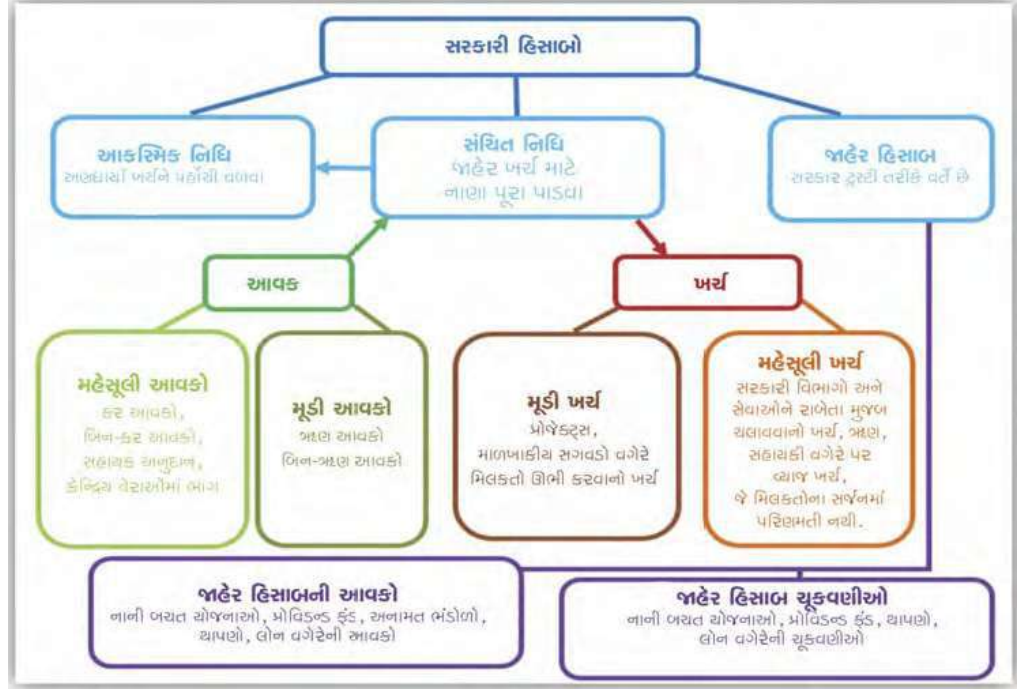 સરકારી હિસાબો
આકસ્મિક નિધિ
અણધાર્યા ખર્ચને પહોંચી વળવા
સંચિત નિધિ
જાહેર ખર્ચ માટે
નાણા પૂરા પાડવા
જાહેર હિસાબ
સરકાર ટ્રસ્ટી તરીકે વર્તે છે
આવક
ખર્ચ
મહેસૂલી આવકો
કર આવકો,
બિન-કર આવકો,
સહાયક અનુદાન,
કેન્દ્રિય વેરાઓમાં ભાગ
મૂડી આવકો
ઋણ આવકો
બિન-ઋણ આવકો
મૂડી ખર્ચ
પ્રોજેક્ટ્સ,
માળખાકીય સગવડો વગેરે
મિલકતો ઊભી કરવાનો ખર્ચ
મહેસૂલી ખર્ચ
સરકારી વિભાગો અને
સેવાઓને રાબેતા મુજબ
ચલાવવાનો ખર્ચ, ઋણ,
સહાયકી વગેરે પર
વ્યાજ ખર્ચ,
જે મિલકતોના સર્જનમાં
પરિણમતી નથી.
જાહેર હિસાબની આવકો
નાની બચત યોજનાઓ, પ્રોવિડન્ડ ફંડ, અનામત ભંડોળો,
થાપણો, લોન વગેરેની આવકો
જાહેર હિસાબ ચૂકવણીઓ
નાની બચત યોજનાઓ, પ્રોવિડન્ડ ફંડ, થાપણો,
લોન વગેરેની ચૂકવણીઓ